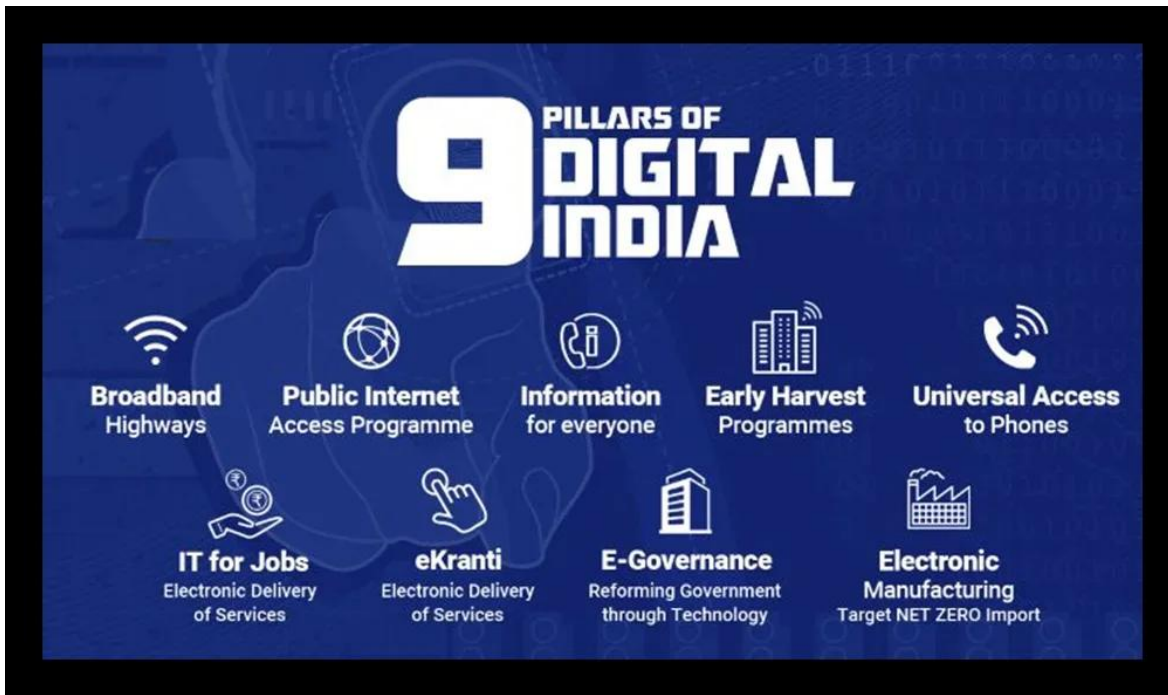 9
PILLARS OF
DIGITAL
INDIA
Broadband
Highways
Public Internet
Access Programme
Information
for everyone
Early Harvest
Programmes
Universal Access
to Phones
IT for Jobs
Electronic Delivery
of Services
eKranti
Electronic Delivery
of Services
E-Governance
Reforming Government
through Technology
Electronic
Manufacturing
Target NET ZERO Import